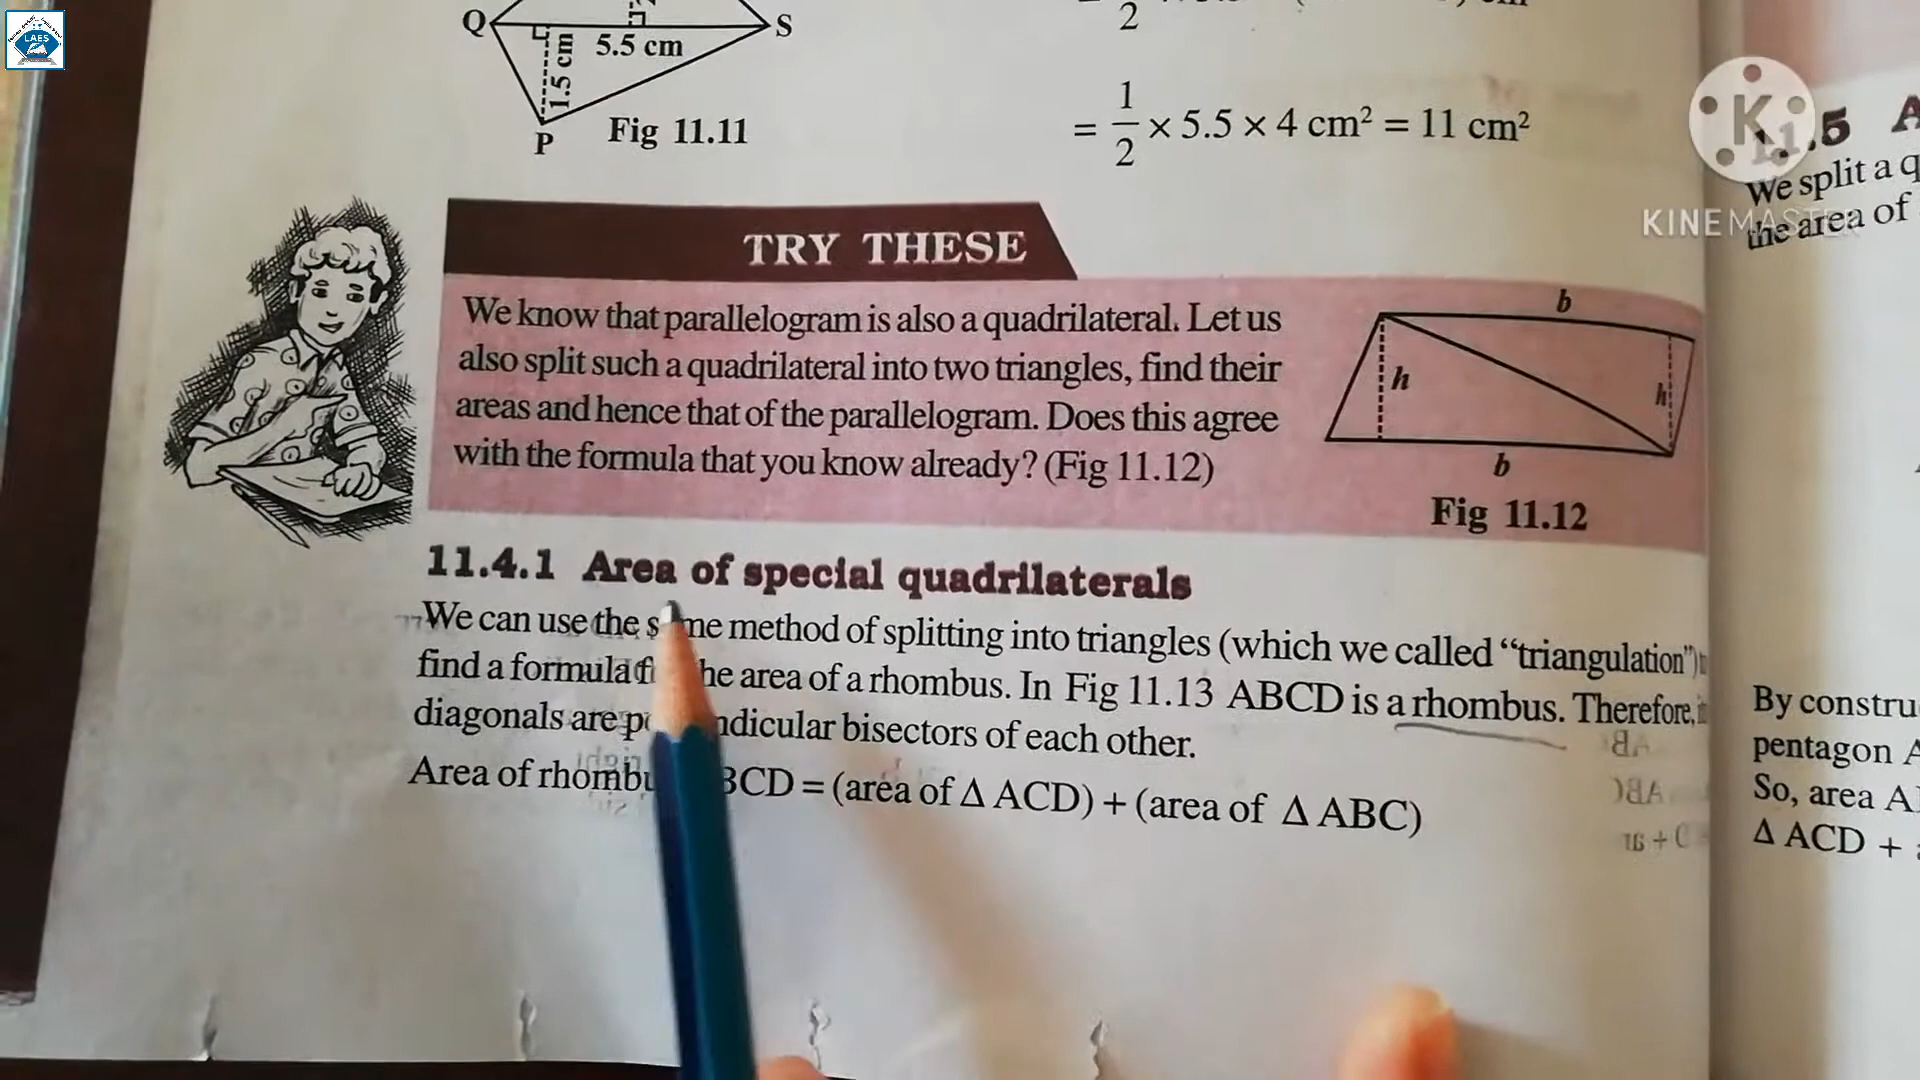 LAES
Q
5.5 cm
S
1.5 cm
P
Fig 11.11
2
= 1/2 × 5.5 × 4 cm² = 11 cm²
K
KINEMASTER
TRY THESE
We know that parallelogram is also a quadrilateral. Let us
also split such a quadrilateral into two triangles, find their
areas and hence that of the parallelogram. Does this agree
with the formula that you know already? (Fig 11.12)
b
h
h
b
Fig 11.12
11.4.1 Area of special quadrilaterals
We can use the same method of splitting into triangles (which we called “triangulation”)
find a formula the area of a rhombus. In Fig 11.13 ABCD is a rhombus. Therefore,
diagonals are bisectors of each other.
Area of BCD = (area of Δ ACD) + (area of Δ ABC)
.5 A
We split a q
the area of
By constru
pentagon A
So, area A
Δ ACD +